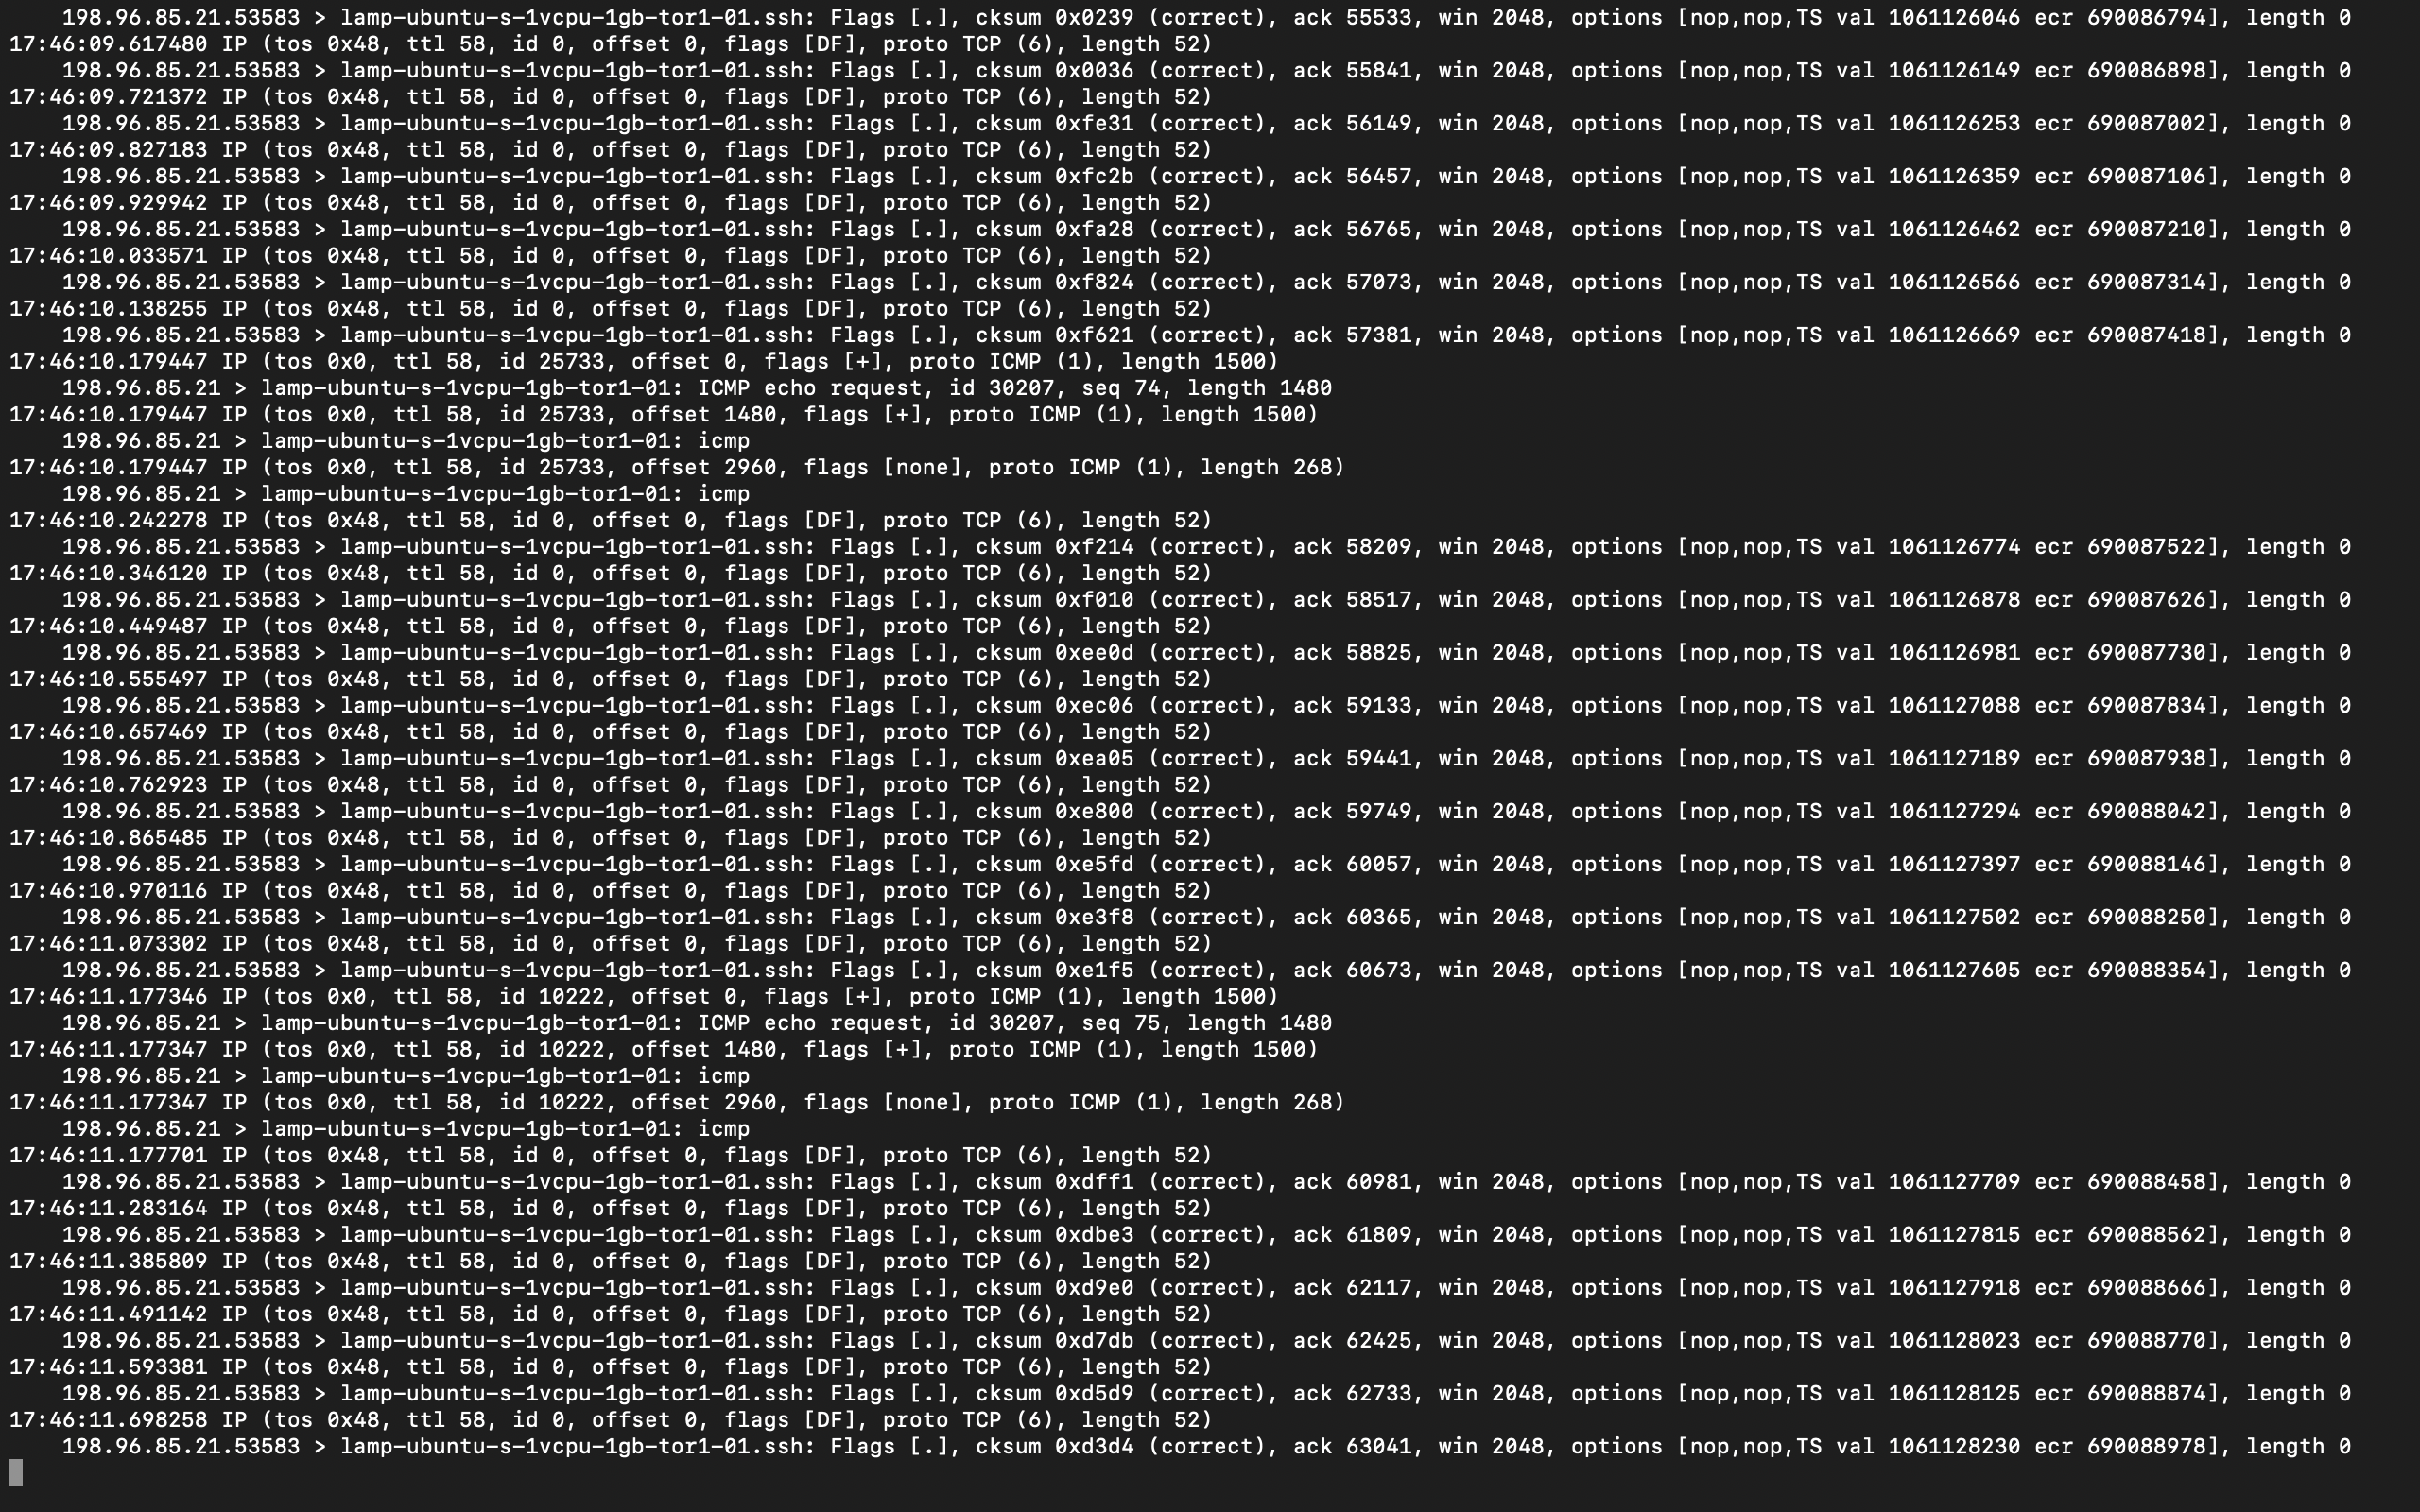 198.96.85.21.53583 > lamp-ubuntu-s-1vcpu-1gb-tor1-01.ssh: Flags [.], cksum 0x0239 (correct), ack 55533, win 2048, options [nop,nop,TS val 1061126046 ecr 690086794], length 0
17:46:09.617480 IP (tos 0x48, ttl 58, id 0, offset 0, flags [DF], proto TCP (6), length 52)
    198.96.85.21.53583 > lamp-ubuntu-s-1vcpu-1gb-tor1-01.ssh: Flags [.], cksum 0x0036 (correct), ack 55841, win 2048, options [nop,nop,TS val 1061126149 ecr 690086898], length 0
17:46:09.721372 IP (tos 0x48, ttl 58, id 0, offset 0, flags [DF], proto TCP (6), length 52)
    198.96.85.21.53583 > lamp-ubuntu-s-1vcpu-1gb-tor1-01.ssh: Flags [.], cksum 0xfe31 (correct), ack 56149, win 2048, options [nop,nop,TS val 1061126253 ecr 690087002], length 0
17:46:09.827183 IP (tos 0x48, ttl 58, id 0, offset 0, flags [DF], proto TCP (6), length 52)
    198.96.85.21.53583 > lamp-ubuntu-s-1vcpu-1gb-tor1-01.ssh: Flags [.], cksum 0xfc2b (correct), ack 56457, win 2048, options [nop,nop,TS val 1061126359 ecr 690087106], length 0
17:46:09.929942 IP (tos 0x48, ttl 58, id 0, offset 0, flags [DF], proto TCP (6), length 52)
    198.96.85.21.53583 > lamp-ubuntu-s-1vcpu-1gb-tor1-01.ssh: Flags [.], cksum 0xfa28 (correct), ack 56765, win 2048, options [nop,nop,TS val 1061126462 ecr 690087210], length 0
17:46:10.033571 IP (tos 0x48, ttl 58, id 0, offset 0, flags [DF], proto TCP (6), length 52)
    198.96.85.21.53583 > lamp-ubuntu-s-1vcpu-1gb-tor1-01.ssh: Flags [.], cksum 0xf824 (correct), ack 57073, win 2048, options [nop,nop,TS val 1061126566 ecr 690087314], length 0
17:46:10.138255 IP (tos 0x48, ttl 58, id 0, offset 0, flags [DF], proto TCP (6), length 52)
    198.96.85.21.53583 > lamp-ubuntu-s-1vcpu-1gb-tor1-01.ssh: Flags [.], cksum 0xf621 (correct), ack 57381, win 2048, options [nop,nop,TS val 1061126669 ecr 690087418], length 0
17:46:10.179447 IP (tos 0x0, ttl 58, id 25733, offset 0, flags [+], proto ICMP (1), length 1500)
    198.96.85.21 > lamp-ubuntu-s-1vcpu-1gb-tor1-01: ICMP echo request, id 30207, seq 74, length 1480
17:46:10.179447 IP (tos 0x0, ttl 58, id 25733, offset 1480, flags [+], proto ICMP (1), length 1500)
    198.96.85.21 > lamp-ubuntu-s-1vcpu-1gb-tor1-01: icmp
17:46:10.179447 IP (tos 0x0, ttl 58, id 25733, offset 2960, flags [none], proto ICMP (1), length 268)
    198.96.85.21 > lamp-ubuntu-s-1vcpu-1gb-tor1-01: icmp
17:46:10.242278 IP (tos 0x48, ttl 58, id 0, offset 0, flags [DF], proto TCP (6), length 52)
    198.96.85.21.53583 > lamp-ubuntu-s-1vcpu-1gb-tor1-01.ssh: Flags [.], cksum 0xf214 (correct), ack 58209, win 2048, options [nop,nop,TS val 1061126774 ecr 690087522], length 0
17:46:10.346120 IP (tos 0x48, ttl 58, id 0, offset 0, flags [DF], proto TCP (6), length 52)
    198.96.85.21.53583 > lamp-ubuntu-s-1vcpu-1gb-tor1-01.ssh: Flags [.], cksum 0xf010 (correct), ack 58517, win 2048, options [nop,nop,TS val 1061126878 ecr 690087626], length 0
17:46:10.449487 IP (tos 0x48, ttl 58, id 0, offset 0, flags [DF], proto TCP (6), length 52)
    198.96.85.21.53583 > lamp-ubuntu-s-1vcpu-1gb-tor1-01.ssh: Flags [.], cksum 0xee0d (correct), ack 58825, win 2048, options [nop,nop,TS val 1061126981 ecr 690087730], length 0
17:46:10.555497 IP (tos 0x48, ttl 58, id 0, offset 0, flags [DF], proto TCP (6), length 52)
    198.96.85.21.53583 > lamp-ubuntu-s-1vcpu-1gb-tor1-01.ssh: Flags [.], cksum 0xec06 (correct), ack 59133, win 2048, options [nop,nop,TS val 1061127088 ecr 690087834], length 0
17:46:10.657469 IP (tos 0x48, ttl 58, id 0, offset 0, flags [DF], proto TCP (6), length 52)
    198.96.85.21.53583 > lamp-ubuntu-s-1vcpu-1gb-tor1-01.ssh: Flags [.], cksum 0xea05 (correct), ack 59441, win 2048, options [nop,nop,TS val 1061127189 ecr 690087938], length 0
17:46:10.762923 IP (tos 0x48, ttl 58, id 0, offset 0, flags [DF], proto TCP (6), length 52)
    198.96.85.21.53583 > lamp-ubuntu-s-1vcpu-1gb-tor1-01.ssh: Flags [.], cksum 0xe800 (correct), ack 59749, win 2048, options [nop,nop,TS val 1061127294 ecr 690088042], length 0
17:46:10.865485 IP (tos 0x48, ttl 58, id 0, offset 0, flags [DF], proto TCP (6), length 52)
    198.96.85.21.53583 > lamp-ubuntu-s-1vcpu-1gb-tor1-01.ssh: Flags [.], cksum 0xe5fd (correct), ack 60057, win 2048, options [nop,nop,TS val 1061127397 ecr 690088146], length 0
17:46:10.970116 IP (tos 0x48, ttl 58, id 0, offset 0, flags [DF], proto TCP (6), length 52)
    198.96.85.21.53583 > lamp-ubuntu-s-1vcpu-1gb-tor1-01.ssh: Flags [.], cksum 0xe3f8 (correct), ack 60365, win 2048, options [nop,nop,TS val 1061127502 ecr 690088250], length 0
17:46:11.073302 IP (tos 0x48, ttl 58, id 0, offset 0, flags [DF], proto TCP (6), length 52)
    198.96.85.21.53583 > lamp-ubuntu-s-1vcpu-1gb-tor1-01.ssh: Flags [.], cksum 0xe1f5 (correct), ack 60673, win 2048, options [nop,nop,TS val 1061127605 ecr 690088354], length 0
17:46:11.177346 IP (tos 0x0, ttl 58, id 10222, offset 0, flags [+], proto ICMP (1), length 1500)
    198.96.85.21 > lamp-ubuntu-s-1vcpu-1gb-tor1-01: ICMP echo request, id 30207, seq 75, length 1480
17:46:11.177347 IP (tos 0x0, ttl 58, id 10222, offset 1480, flags [+], proto ICMP (1), length 1500)
    198.96.85.21 > lamp-ubuntu-s-1vcpu-1gb-tor1-01: icmp
17:46:11.177347 IP (tos 0x0, ttl 58, id 10222, offset 2960, flags [none], proto ICMP (1), length 268)
    198.96.85.21 > lamp-ubuntu-s-1vcpu-1gb-tor1-01: icmp
17:46:11.177701 IP (tos 0x48, ttl 58, id 0, offset 0, flags [DF], proto TCP (6), length 52)
    198.96.85.21.53583 > lamp-ubuntu-s-1vcpu-1gb-tor1-01.ssh: Flags [.], cksum 0xdff1 (correct), ack 60981, win 2048, options [nop,nop,TS val 1061127709 ecr 690088458], length 0
17:46:11.283164 IP (tos 0x48, ttl 58, id 0, offset 0, flags [DF], proto TCP (6), length 52)
    198.96.85.21.53583 > lamp-ubuntu-s-1vcpu-1gb-tor1-01.ssh: Flags [.], cksum 0xdbe3 (correct), ack 61809, win 2048, options [nop,nop,TS val 1061127815 ecr 690088562], length 0
17:46:11.385809 IP (tos 0x48, ttl 58, id 0, offset 0, flags [DF], proto TCP (6), length 52)
    198.96.85.21.53583 > lamp-ubuntu-s-1vcpu-1gb-tor1-01.ssh: Flags [.], cksum 0xd9e0 (correct), ack 62117, win 2048, options [nop,nop,TS val 1061127918 ecr 690088666], length 0
17:46:11.491142 IP (tos 0x48, ttl 58, id 0, offset 0, flags [DF], proto TCP (6), length 52)
    198.96.85.21.53583 > lamp-ubuntu-s-1vcpu-1gb-tor1-01.ssh: Flags [.], cksum 0xd7db (correct), ack 62425, win 2048, options [nop,nop,TS val 1061128023 ecr 690088770], length 0
17:46:11.593381 IP (tos 0x48, ttl 58, id 0, offset 0, flags [DF], proto TCP (6), length 52)
    198.96.85.21.53583 > lamp-ubuntu-s-1vcpu-1gb-tor1-01.ssh: Flags [.], cksum 0xd5d9 (correct), ack 62733, win 2048, options [nop,nop,TS val 1061128125 ecr 690088874], length 0
17:46:11.698258 IP (tos 0x48, ttl 58, id 0, offset 0, flags [DF], proto TCP (6), length 52)
    198.96.85.21.53583 > lamp-ubuntu-s-1vcpu-1gb-tor1-01.ssh: Flags [.], cksum 0xd3d4 (correct), ack 63041, win 2048, options [nop,nop,TS val 1061128230 ecr 690088978], length 0